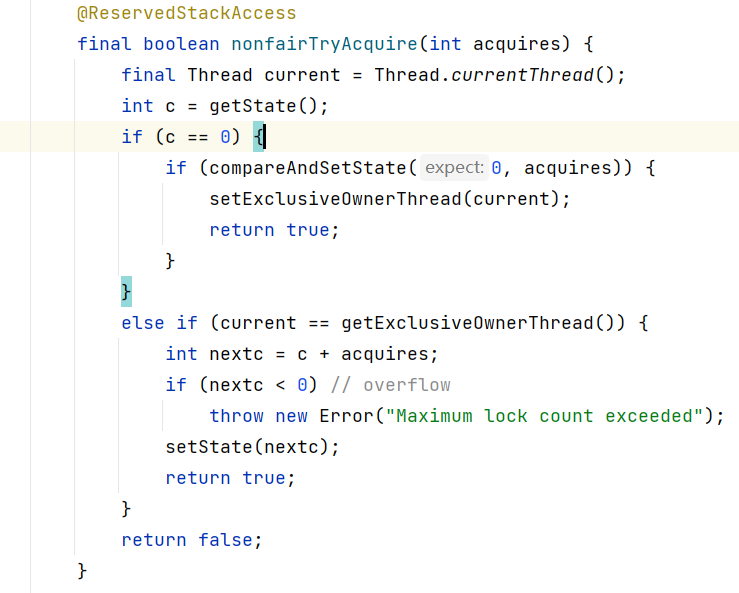 @ReservedStackAccess
final boolean nonfairTryAcquire(int acquires) {
    final Thread current = Thread.currentThread();
    int c = getState();
    if (c == 0) {
        if (compareAndSetState( expect: 0, acquires)) {
            setExclusiveOwnerThread(current);
            return true;
        }
    }
    else if (current == getExclusiveOwnerThread()) {
        int nextc = c + acquires;
        if (nextc < 0) // overflow
            throw new Error("Maximum lock count exceeded");
        setState(nextc);
        return true;
    }
    return false;
}